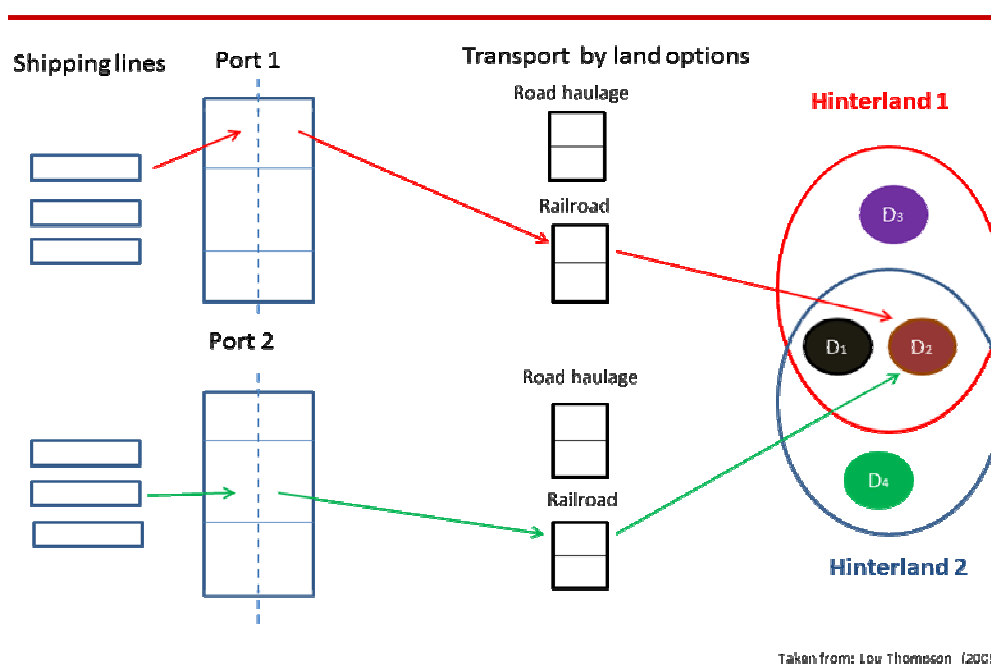 Shipping lines
Port 1
Transport by land options
Road haulage
Hinterland 1
Railroad
D3
D1
D2
Port 2
Road haulage
Railroad
D4
Hinterland 2
Taken from: Lou Thompson